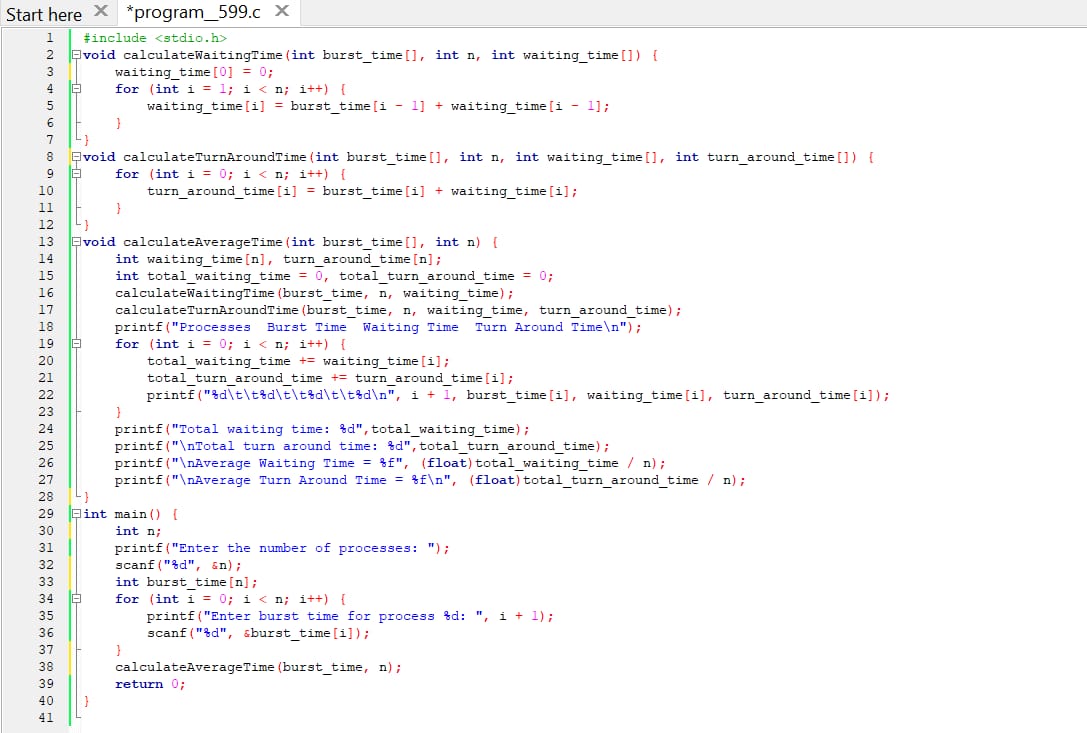 Start here X *program__599.c X
1 #include <stdio.h>
2 void calculateWaitingTime(int burst_time[], int n, int waiting_time[]) {
3     waiting_time[0] = 0;
4     for (int i = 1; i < n; i++) {
5         waiting_time[i] = burst_time[i - 1] + waiting_time[i - 1];
6     }
7 }
8 void calculateTurnAroundTime(int burst_time[], int n, int waiting_time[], int turn_around_time[]) {
9     for (int i = 0; i < n; i++) {
10         turn_around_time[i] = burst_time[i] + waiting_time[i];
11     }
12 }
13 void calculateAverageTime(int burst_time[], int n) {
14     int waiting_time[n], turn_around_time[n];
15     int total_waiting_time = 0, total_turn_around_time = 0;
16     calculateWaitingTime(burst_time, n, waiting_time);
17     calculateTurnAroundTime(burst_time, n, waiting_time, turn_around_time);
18     printf("Processes  Burst Time  Waiting Time  Turn Around Time\n");
19     for (int i = 0; i < n; i++) {
20         total_waiting_time += waiting_time[i];
21         total_turn_around_time += turn_around_time[i];
22         printf("%d\t\t%d\t\t%d\t\t%d\n", i + 1, burst_time[i], waiting_time[i], turn_around_time[i]);
23     }
24     printf("Total waiting time: %d",total_waiting_time);
25     printf("\nTotal turn around time: %d",total_turn_around_time);
26     printf("\nAverage Waiting Time = %f", (float)total_waiting_time / n);
27     printf("\nAverage Turn Around Time = %f\n", (float)total_turn_around_time / n);
28 }
29 int main() {
30     int n;
31     printf("Enter the number of processes: ");
32     scanf("%d", &n);
33     int burst_time[n];
34     for (int i = 0; i < n; i++) {
35         printf("Enter burst time for process %d: ", i + 1);
36         scanf("%d", &burst_time[i]);
37     }
38     calculateAverageTime(burst_time, n);
39     return 0;
40 }
41